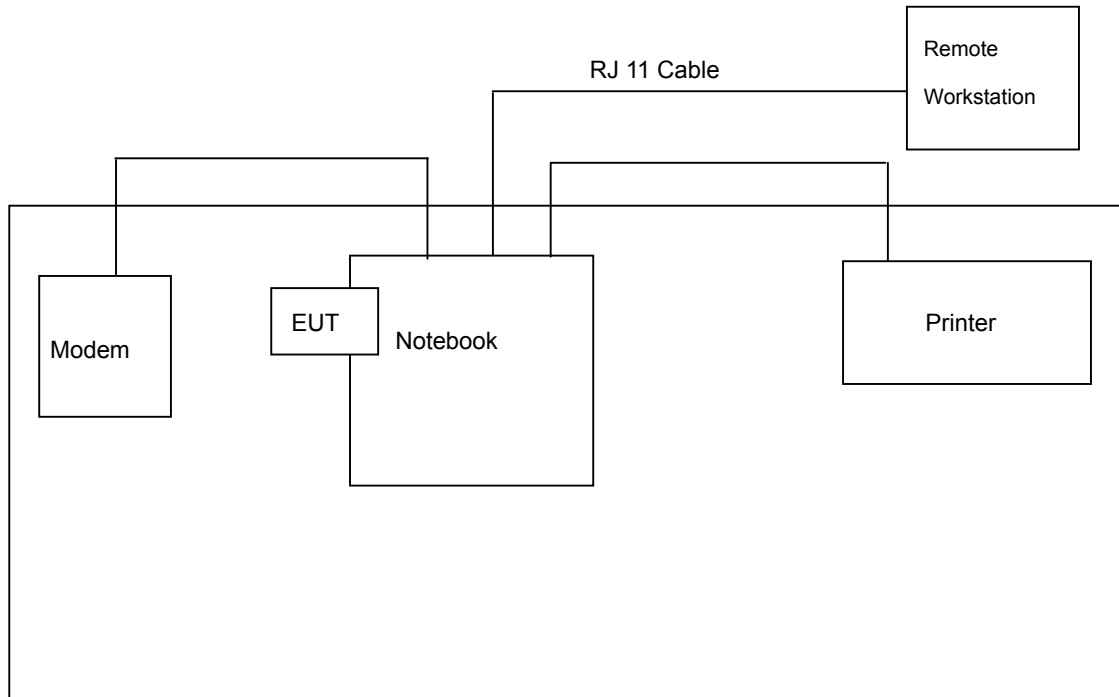 Remote
Workstation
RJ 11 Cable
Modem
EUT
Notebook
Printer